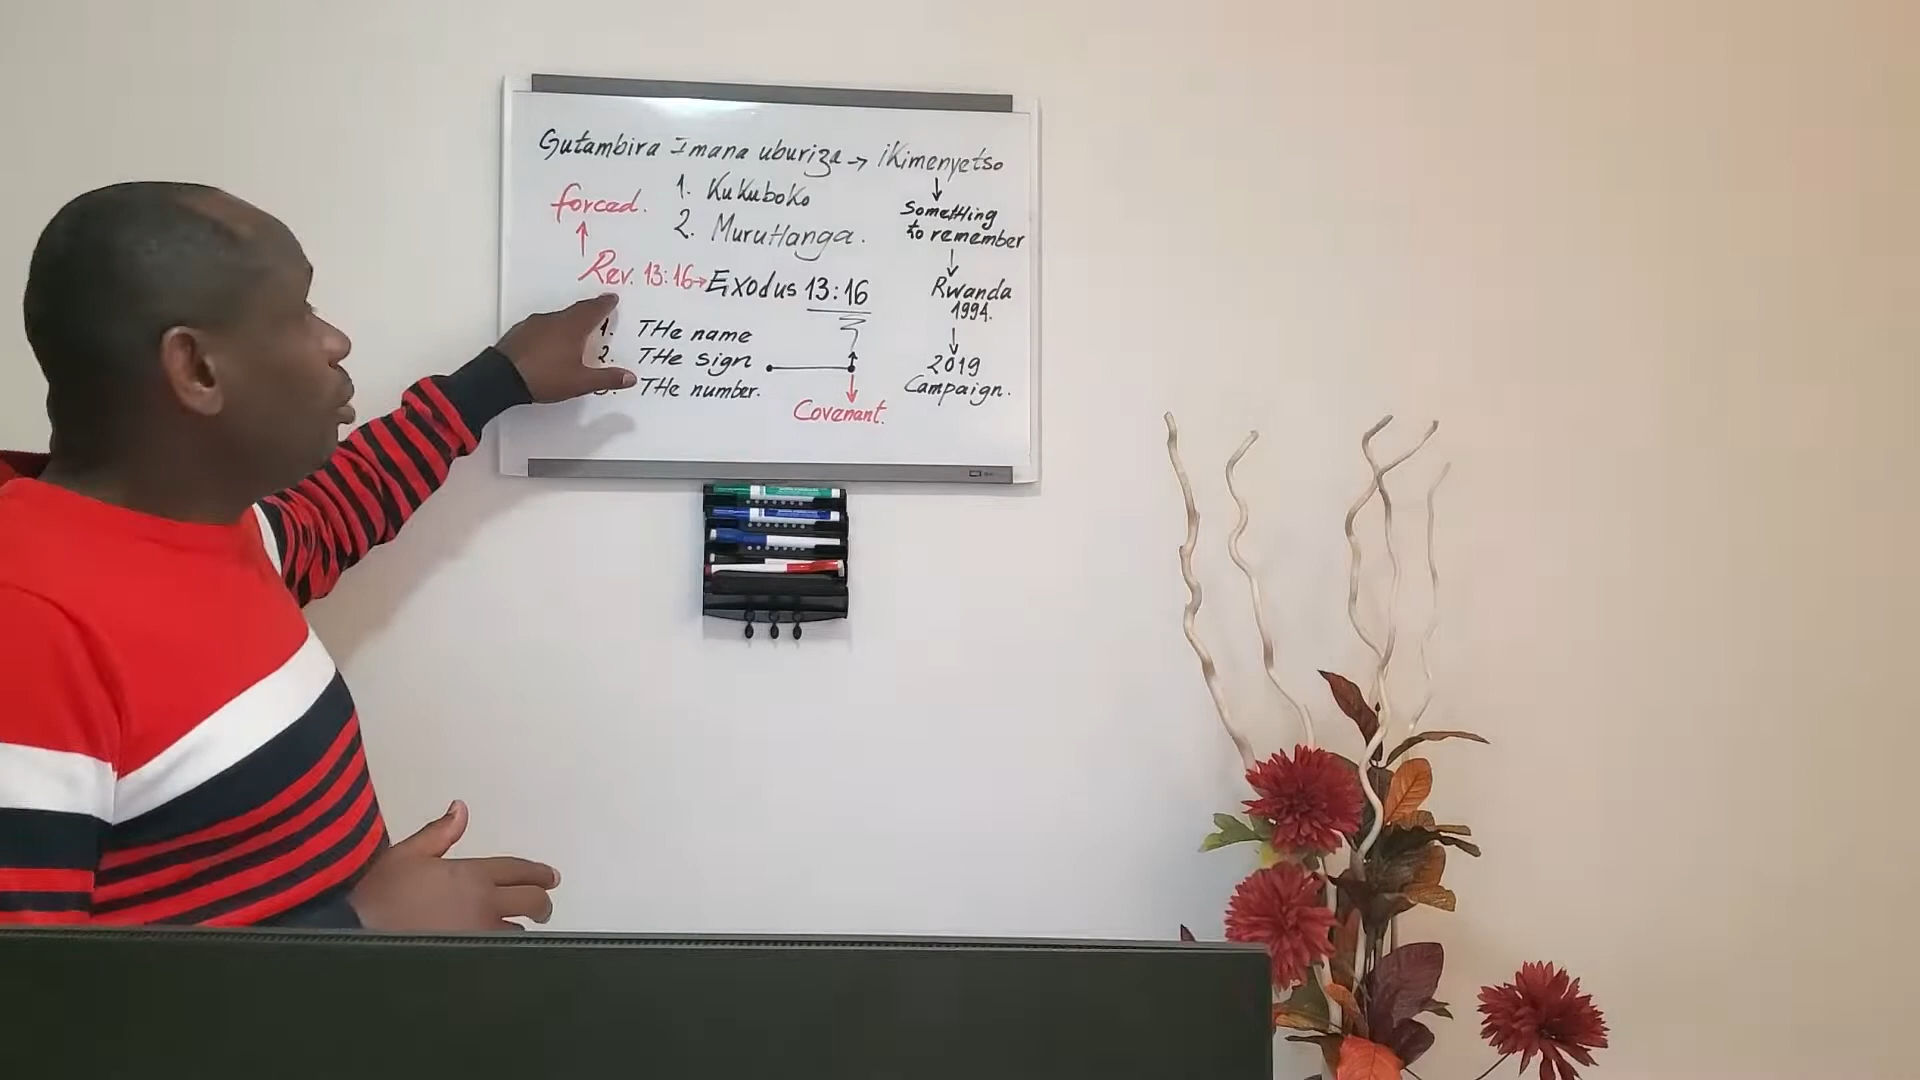 Gutambira Imana uburiza → ikimenyetso
1. Kukuboko
2. MuruHanga.
forced.
Rev. 13:16 → Exodus 13:16
1. THe name
2. THe sign
3. THe number.
Covenant.
SometHing
to remember
Rwanda
1994.
2019
Campaign.